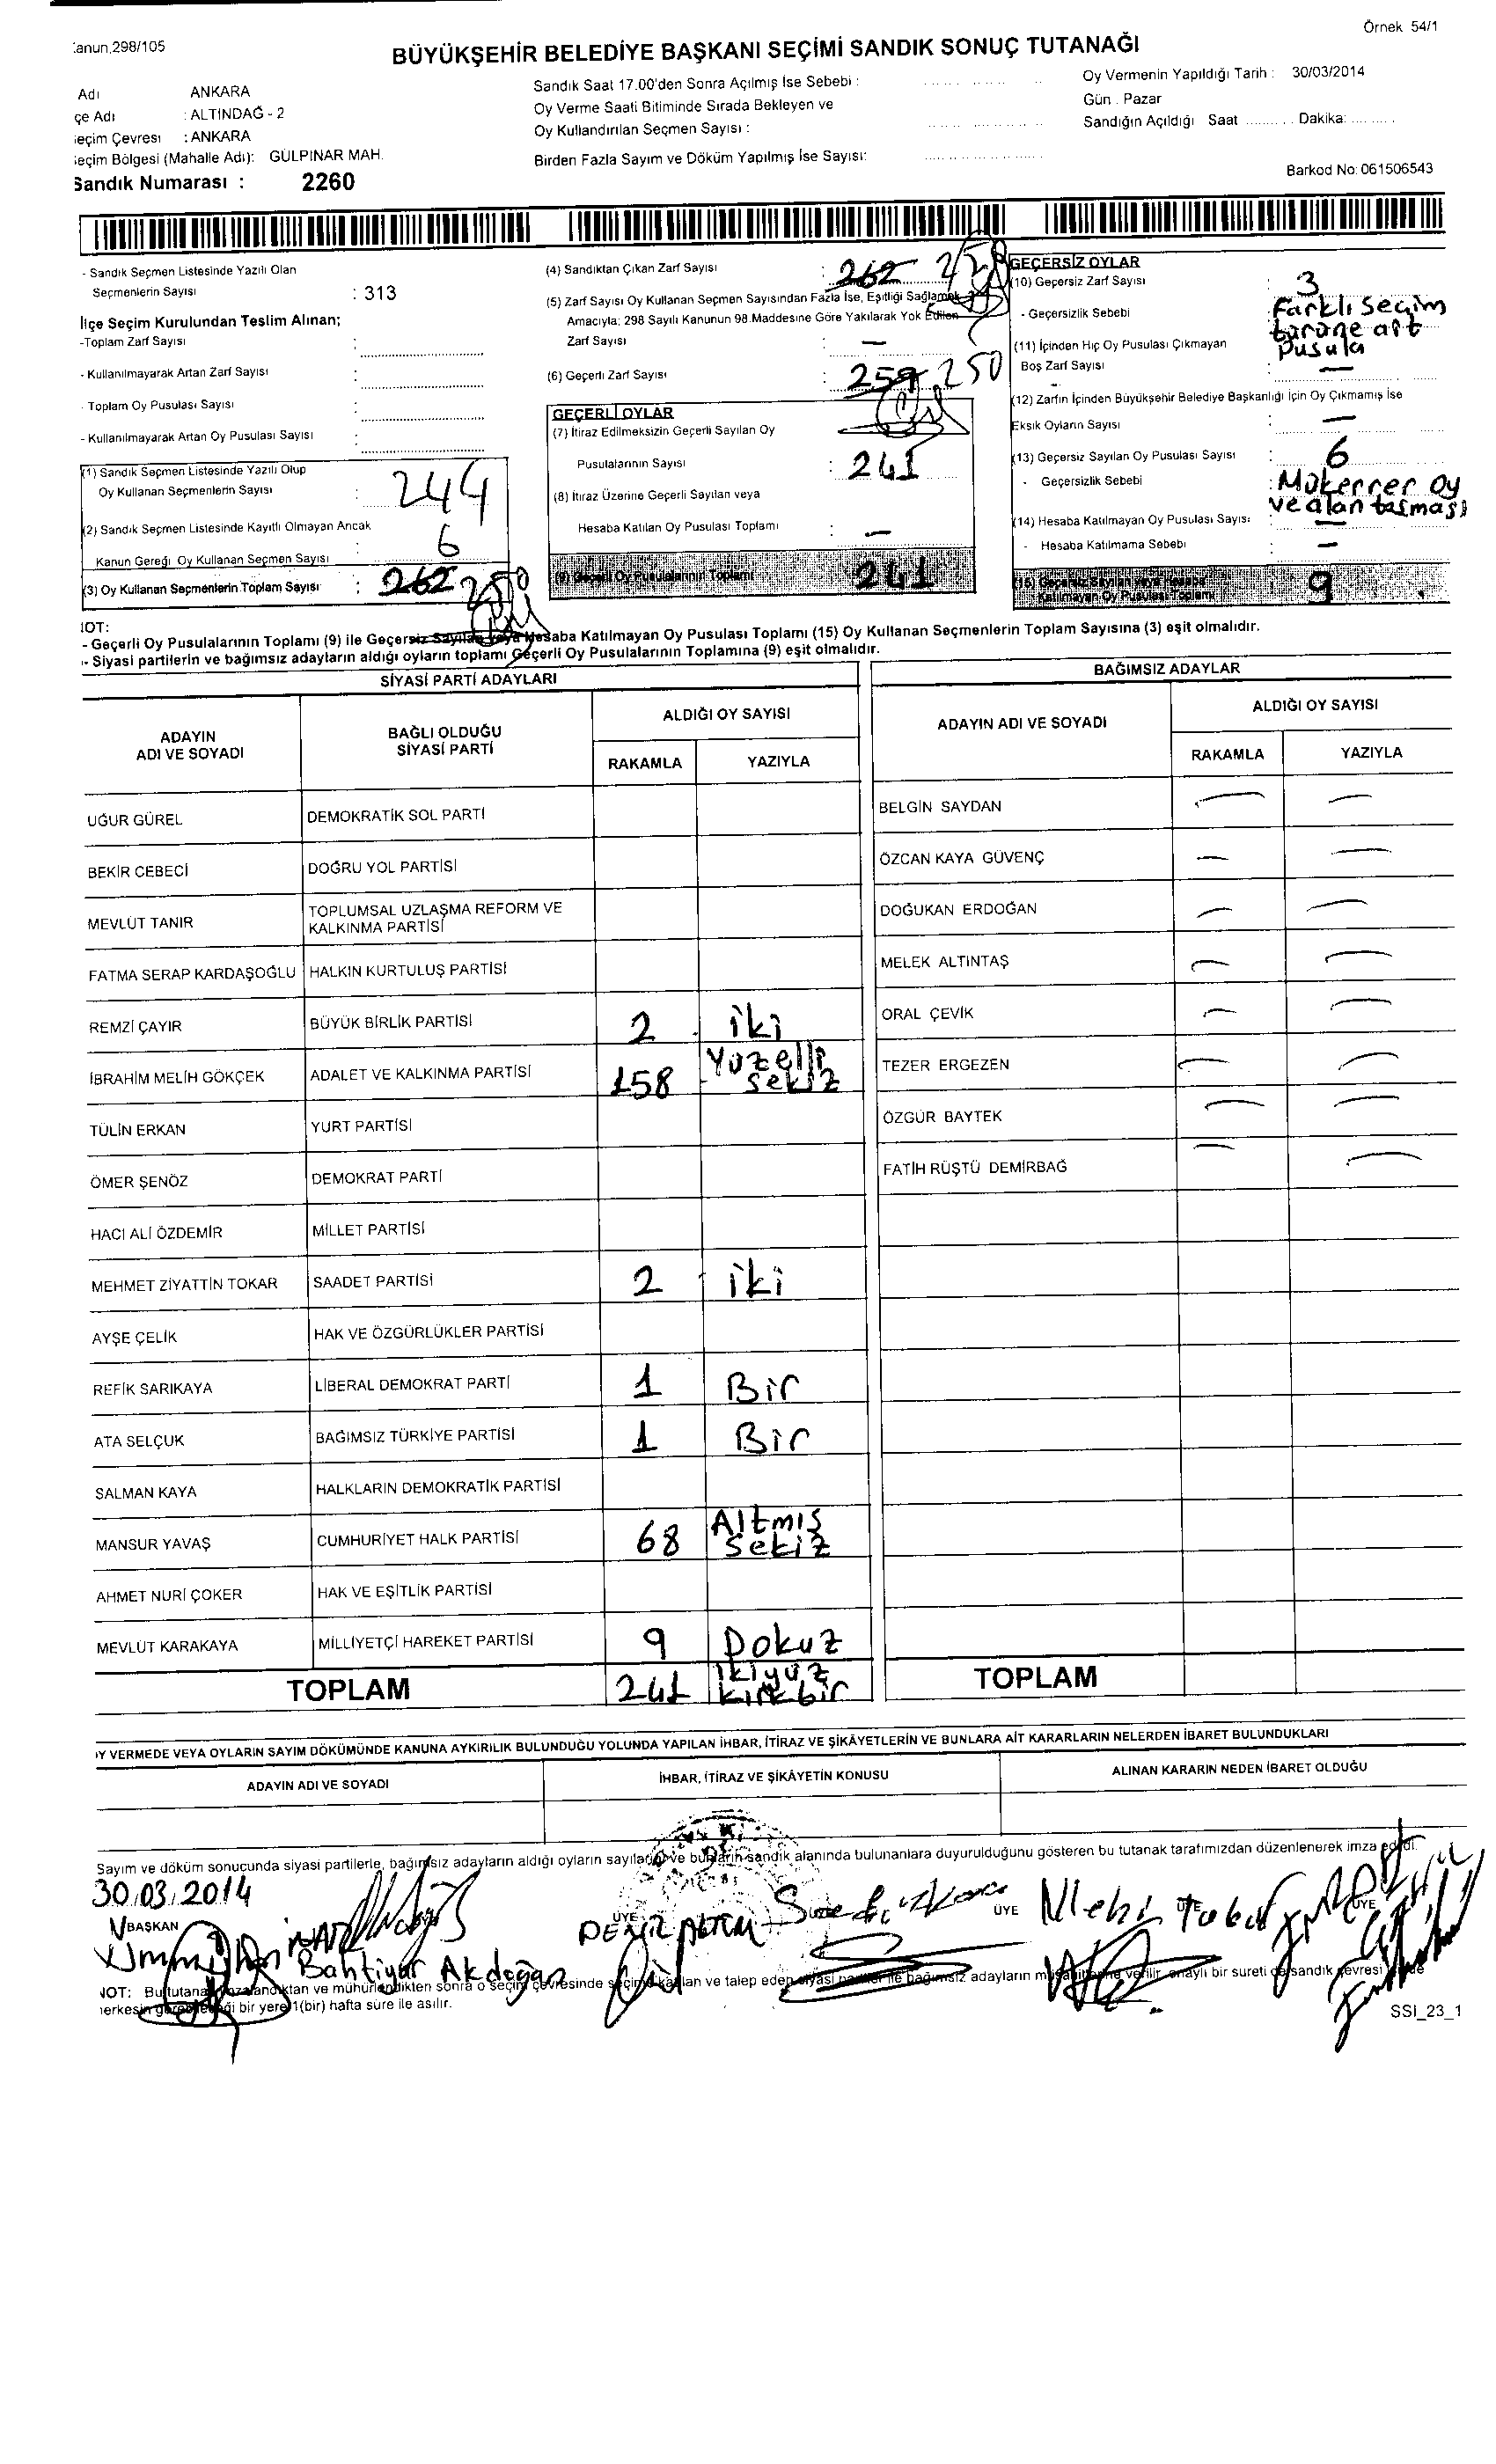 Örnek 54/1
anun,298/105
BÜYÜKŞEHİR BELEDİYE BAŞKANI SEÇİMİ SANDIK SONUÇ TUTANAĞI
Adı ANKARA
çe Adı : ALTINDAĞ - 2
eçim Çevresi : ANKARA
eçim Bölgesi (Mahalle Adı): GÜLPINAR MAH.
Sandık Numarası : 2260
Sandık Saat 17.00'den Sonra Açılmış İse Sebebi :
Oy Verme Saati Bitiminde Sırada Bekleyen ve
Oy Kullandırılan Seçmen Sayısı :
Birden Fazla Sayım ve Döküm Yapılmış İse Sayısı:
Oy Vermenin Yapıldığı Tarih : 30/03/2014
Gün . Pazar
Sandığın Açıldığı Saat .......... Dakika: .........
Barkod No: 061506543
- Sandık Seçmen Listesinde Yazılı Olan
Seçmenlerin Sayısı : 313
İlçe Seçim Kurulundan Teslim Alınan;
-Toplam Zarf Sayısı :
- Kullanılmayarak Artan Zarf Sayısı :
- Toplam Oy Pusulası Sayısı :
- Kullanılmayarak Artan Oy Pusulası Sayısı :
(1) Sandık Seçmen Listesinde Yazılı Olup
Oy Kullanan Seçmenlerin Sayısı : 244
(2) Sandık Seçmen Listesinde Kayıtlı Olmayan Ancak
Kanun Gereği Oy Kullanan Seçmen Sayısı : 6
(3) Oy Kullanan Seçmenlerin Toplam Sayısı : 262 250
(4) Sandıktan Çıkan Zarf Sayısı : 262
(5) Zarf Sayısı Oy Kullanan Seçmen Sayısından Fazla İse, Eşitliği Sağlamak
Amacıyla; 298 Sayılı Kanunun 98.Maddesine Göre Yakılarak Yok Edilen
Zarf Sayısı : —
(6) Geçerli Zarf Sayısı : 259 250
GEÇERLİ OYLAR
(7) İtiraz Edilmeksizin Geçerli Sayılan Oy
Pusulalarının Sayısı : 241
(8) İtiraz Üzerine Geçerli Sayılan veya
Hesaba Katılan Oy Pusulası Toplamı : —
(9) Geçerli Oy Pusulalarının Toplamı 241
GEÇERSİZ OYLAR
(10) Geçersiz Zarf Sayısı : 3
- Geçersizlik Sebebi : Farklı seçim
türüne ait
Pusula
(11) İçinden Hiç Oy Pusulası Çıkmayan
Boş Zarf Sayısı : —
(12) Zarfın İçinden Büyükşehir Belediye Başkanlığı İçin Oy Çıkmamış İse
Eksik Oyların Sayısı : —
(13) Geçersiz Sayılan Oy Pusulası Sayısı : 6
- Geçersizlik Sebebi : Mükerrer oy
ve alan taşması
(14) Hesaba Katılmayan Oy Pusulası Sayısı : —
- Hesaba Katılmama Sebebi : —
(15) Geçersiz Sayılan veya Hesaba
Katılmayan Oy Pusulası Toplamı 9
NOT:
- Geçerli Oy Pusulalarının Toplamı (9) ile Geçersiz Sayılan veya Hesaba Katılmayan Oy Pusulası Toplamı (15) Oy Kullanan Seçmenlerin Toplam Sayısına (3) eşit olmalıdır.
- Siyasi partilerin ve bağımsız adayların aldığı oyların toplamı Geçerli Oy Pusulalarının Toplamına (9) eşit olmalıdır.
SİYASİ PARTİ ADAYLARI
ADAYIN ADI VE SOYADI BAĞLI OLDUĞU SİYASİ PARTİ ALDIĞI OY SAYISI
RAKAMLA YAZIYLA
UĞUR GÜREL DEMOKRATİK SOL PARTİ
BEKİR CEBECİ DOĞRU YOL PARTİSİ
MEVLÜT TANIR TOPLUMSAL UZLAŞMA REFORM VE
KALKINMA PARTİSİ
FATMA SERAP KARDAŞOĞLU HALKIN KURTULUŞ PARTİSİ
REMZİ ÇAYIR BÜYÜK BİRLİK PARTİSİ 2 iki
İBRAHİM MELİH GÖKÇEK ADALET VE KALKINMA PARTİSİ 158 Yüzelli
sekiz
TÜLİN ERKAN YURT PARTİSİ
ÖMER ŞENÖZ DEMOKRAT PARTİ
HACI ALİ ÖZDEMİR MİLLET PARTİSİ
MEHMET ZİYATTİN TOKAR SAADET PARTİSİ 2 iki
AYŞE ÇELİK HAK VE ÖZGÜRLÜKLER PARTİSİ
REFİK SARIKAYA LİBERAL DEMOKRAT PARTİ 1 Bir
ATA SELÇUK BAĞIMSIZ TÜRKİYE PARTİSİ 1 Bir
SALMAN KAYA HALKLARIN DEMOKRATİK PARTİSİ
MANSUR YAVAŞ CUMHURİYET HALK PARTİSİ 68 Altmış
sekiz
AHMET NURİ ÇOKER HAK VE EŞİTLİK PARTİSİ
MEVLÜT KARAKAYA MİLLİYETÇİ HAREKET PARTİSİ 9 Dokuz
TOPLAM 241 ikiyüz
kırkbir
BAĞIMSIZ ADAYLAR
ADAYIN ADI VE SOYADI ALDIĞI OY SAYISI
RAKAMLA YAZIYLA
BELGİN SAYDAN — —
ÖZCAN KAYA GÜVENÇ — —
DOĞUKAN ERDOĞAN — —
MELEK ALTINTAŞ — —
ORAL ÇEVİK — —
TEZER ERGEZEN — —
ÖZGÜR BAYTEK — —
FATİH RÜŞTÜ DEMİRBAĞ — —
TOPLAM
Y VERMEDE VEYA OYLARIN SAYIM DÖKÜMÜNDE KANUNA AYKIRILIK BULUNDUĞU YOLUNDA YAPILAN İHBAR, İTİRAZ VE ŞİKÂYETLERİN VE BUNLARA AİT KARARLARIN NELERDEN İBARET BULUNDUKLARI
ADAYIN ADI VE SOYADI İHBAR, İTİRAZ VE ŞİKÂYETİN KONUSU ALINAN KARARIN NEDEN İBARET OLDUĞU
Sayım ve döküm sonucunda siyasi partilerle, bağımsız adayların aldığı oyların sayıları ve bunların sandık alanında bulunanlara duyurulduğunu gösteren bu tutanak tarafımızdan düzenlenerek imza edildi.
30.03.2014
BAŞKAN ÜYE ÜYE ÜYE ÜYE
Bahtiyar Akdoğan
NOT: Bu tutanak imzalandıktan ve mühürlendikten sonra o seçim çevresinde seçime katılan ve talep eden siyasi partiler ile bağımsız adayların müşahitlerine verilir, onaylı bir sureti de sandık çevresi
herkesin görebileceği bir yere 1(bir) hafta süre ile asılır.
SSI_23_1